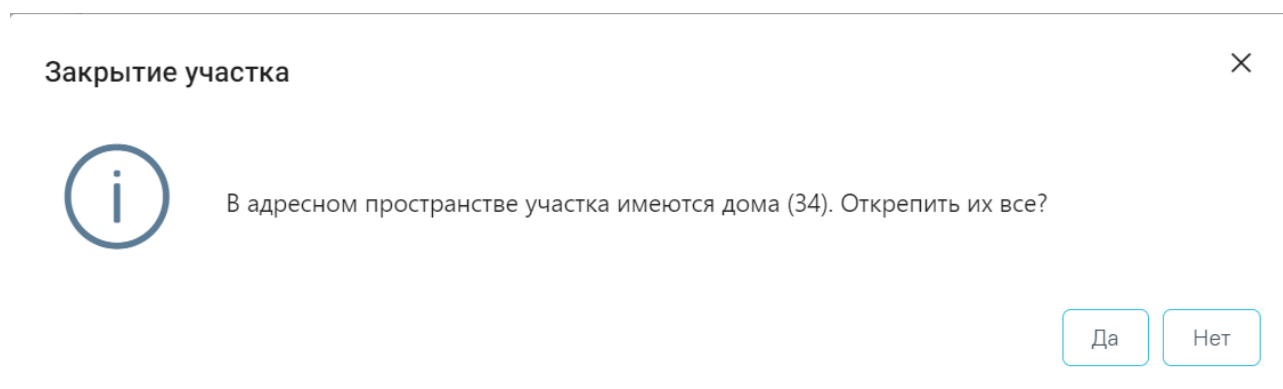 Закрытие участка
В адресном пространстве участка имеются дома (34). Открепить их все?
Да Нет